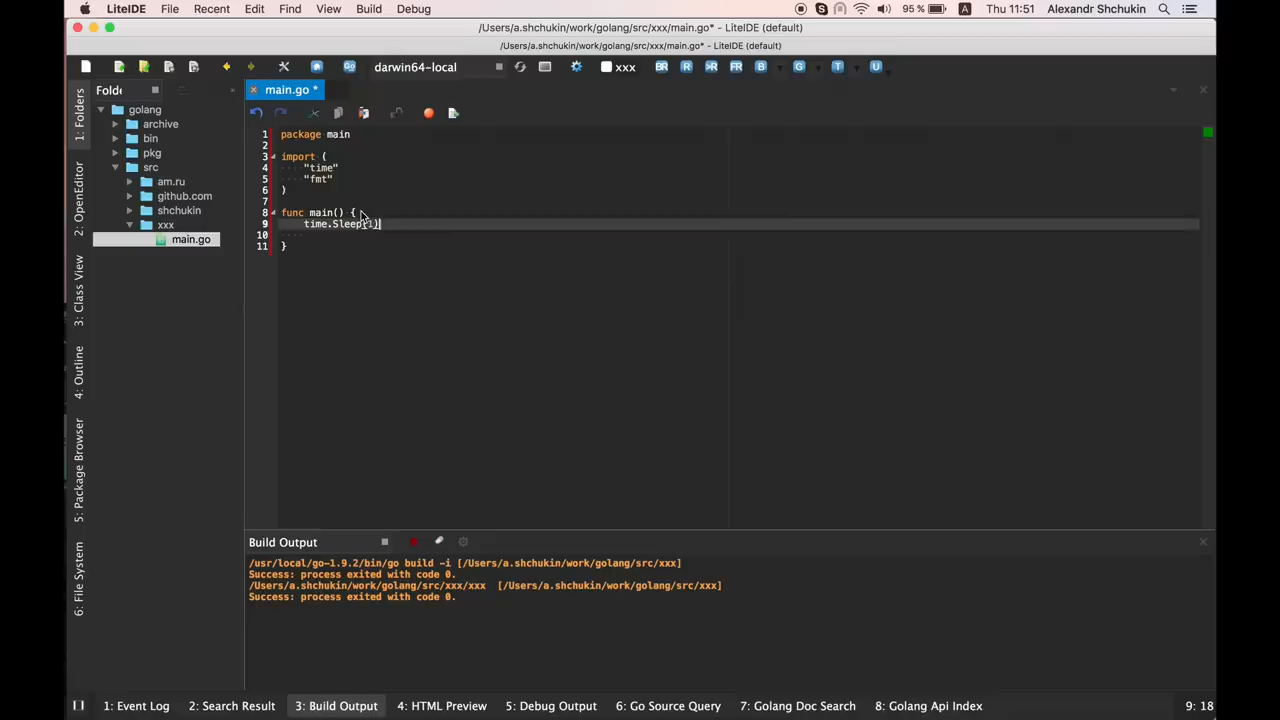 LiteIDE File Recent Edit Find View Build Debug 95 % A Thu 11:51 Alexandr Shchukin
/Users/a.shchukin/work/golang/src/xxx/main.go* - LiteIDE (default)
/Users/a.shchukin/work/golang/src/xxx/main.go* - LiteIDE (default)
Go darwin64-local xxx BR R >R FR B G T U
1: Folders
2: OpenEditor
3: Class View
4: Outline
5: Package Browser
6: File System
Folde
golang
archive
bin
pkg
src
am.ru
github.com
shchukin
xxx
main.go
main.go *
1 package main
2
3 import (
4 "time"
5 "fmt"
6 )
7
8 func main() {
9 time.Sleep(1)
10
11 }
Build Output
/usr/local/go-1.9.2/bin/go build -i [/Users/a.shchukin/work/golang/src/xxx]
Success: process exited with code 0.
/Users/a.shchukin/work/golang/src/xxx/xxx [/Users/a.shchukin/work/golang/src/xxx]
Success: process exited with code 0.
1: Event Log 2: Search Result 3: Build Output 4: HTML Preview 5: Debug Output 6: Go Source Query 7: Golang Doc Search 8: Golang Api Index 9: 18